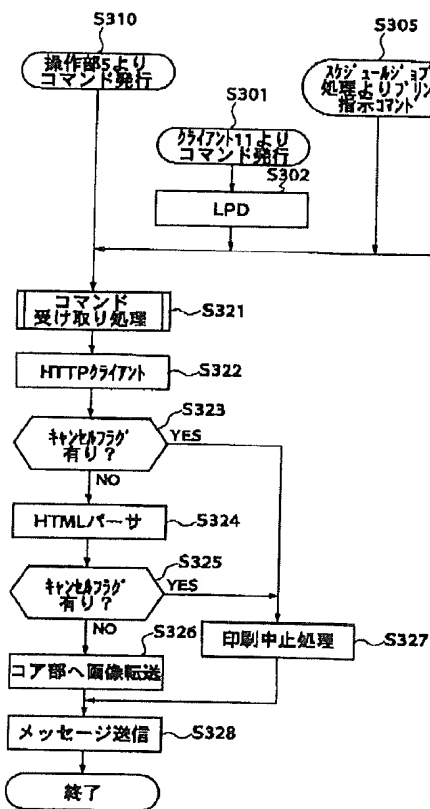 S310
操作部5より
コマンド発行
S305
スケジュールジョブ
処理よりプリン
指示コマンド
S301
クライアント11より
コマンド発行
S302
LPD
コマンド
受け取り処理
S321
HTTPクライアント
S322
S323
キャンセルフラグ
有り?
YES
NO
HTMLパーサ
S324
S325
キャンセルフラグ
有り?
YES
NO
S326
コア部へ画像転送
印刷中止処理
S327
メッセージ送信
S328
終了